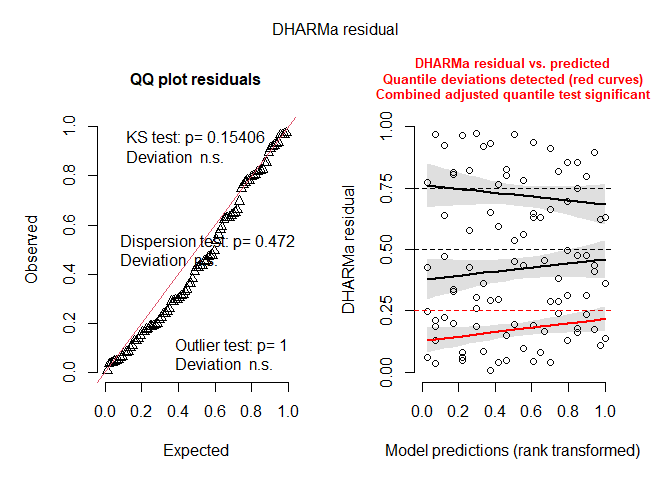 DHARMa residual
QQ plot residuals
KS test: p= 0.15406
Deviation n.s.
Dispersion test: p= 0.472
Deviation n.s.
Outlier test: p= 1
Deviation n.s.
Observed
0.0 0.2 0.4 0.6 0.8 1.0
0.0 0.2 0.4 0.6 0.8 1.0
Expected
DHARMa residual vs. predicted
Quantile deviations detected (red curves)
Combined adjusted quantile test significant
DHARMa residual
0.00 0.25 0.50 0.75 1.00
0.0 0.2 0.4 0.6 0.8 1.0
Model predictions (rank transformed)